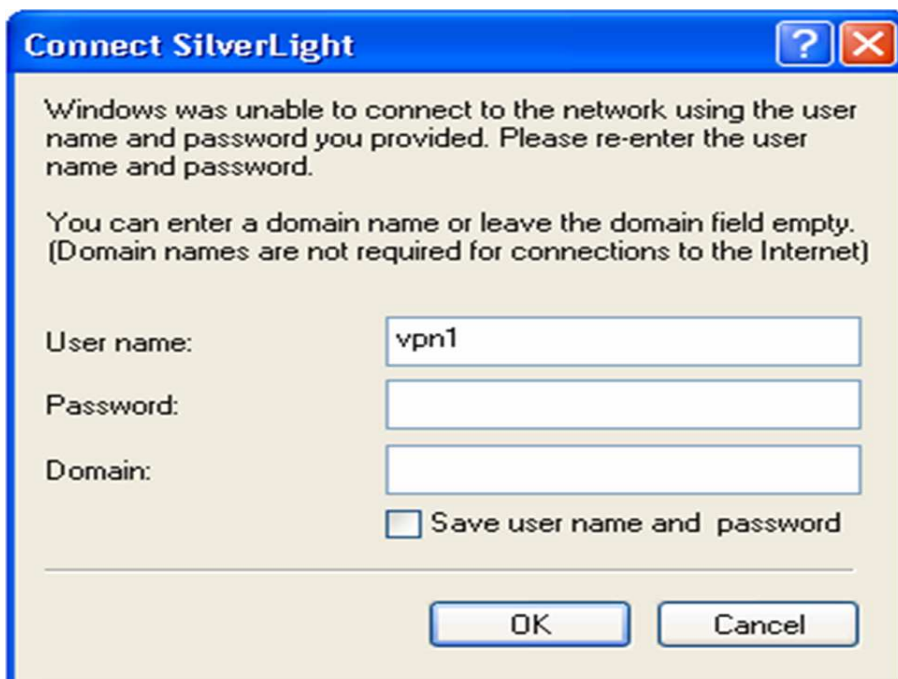 Connect SilverLight
?
Windows was unable to connect to the network using the user
name and password you provided. Please re-enter the user
name and password.
You can enter a domain name or leave the domain field empty.
(Domain names are not required for connections to the Internet)
User name:
vpn1
Password:
Domain:
Save user name and password
OK
Cancel